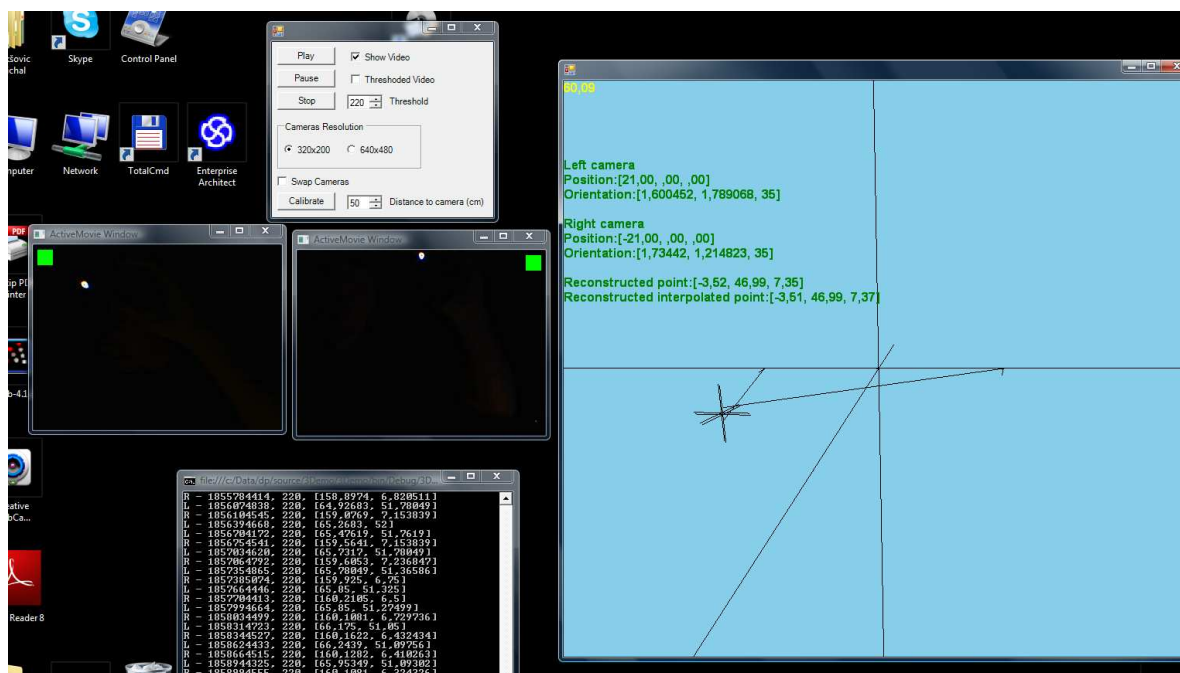 Skype
Control Panel
Network
TotalCmd
Enterprise
Architect
PDF
Reader 8
Play
Show Video
Pause
Threshoded Video
Stop
220
Threshold
Cameras Resolution
320x200
640x480
Swap Cameras
Calibrate
50
Distance to camera (cm)
ActiveMovie Window
ActiveMovie Window
60,09
Left camera
Position:[21,00, ,00, ,00]
Orientation:[1,600452, 1,789068, 35]
Right camera
Position:[-21,00, ,00, ,00]
Orientation:[1,73442, 1,214823, 35]
Reconstructed point:[-3,52, 46,99, 7,35]
Reconstructed interpolated point:[-3,51, 46,99, 7,37]
R - 1855784414, 220, [158,8974, 6,820511]
L - 1856074838, 220, [64,92683, 51,78049]
R - 1856104545, 220, [159,0769, 7,153839]
L - 1856394668, 220, [65,2683, 52]
L - 1856704172, 220, [65,47619, 51,7619]
R - 1856754541, 220, [159,5641, 7,153839]
L - 1857034620, 220, [65,7317, 51,78049]
R - 1857064792, 220, [159,6053, 7,236847]
L - 1857354865, 220, [65,78049, 51,36586]
R - 1857385074, 220, [159,925, 6,75]
L - 1857664446, 220, [65,85, 51,325]
R - 1857704413, 220, [160,2105, 6,5]
L - 1857994664, 220, [65,85, 51,27499]
R - 1858034499, 220, [160,1081, 6,729736]
L - 1858314723, 220, [66,175, 51,05]
R - 1858344527, 220, [160,1622, 6,432434]
L - 1858624433, 220, [66,2439, 51,09756]
R - 1858664515, 220, [160,1282, 6,410263]
L - 1858944325, 220, [65,95349, 51,09302]